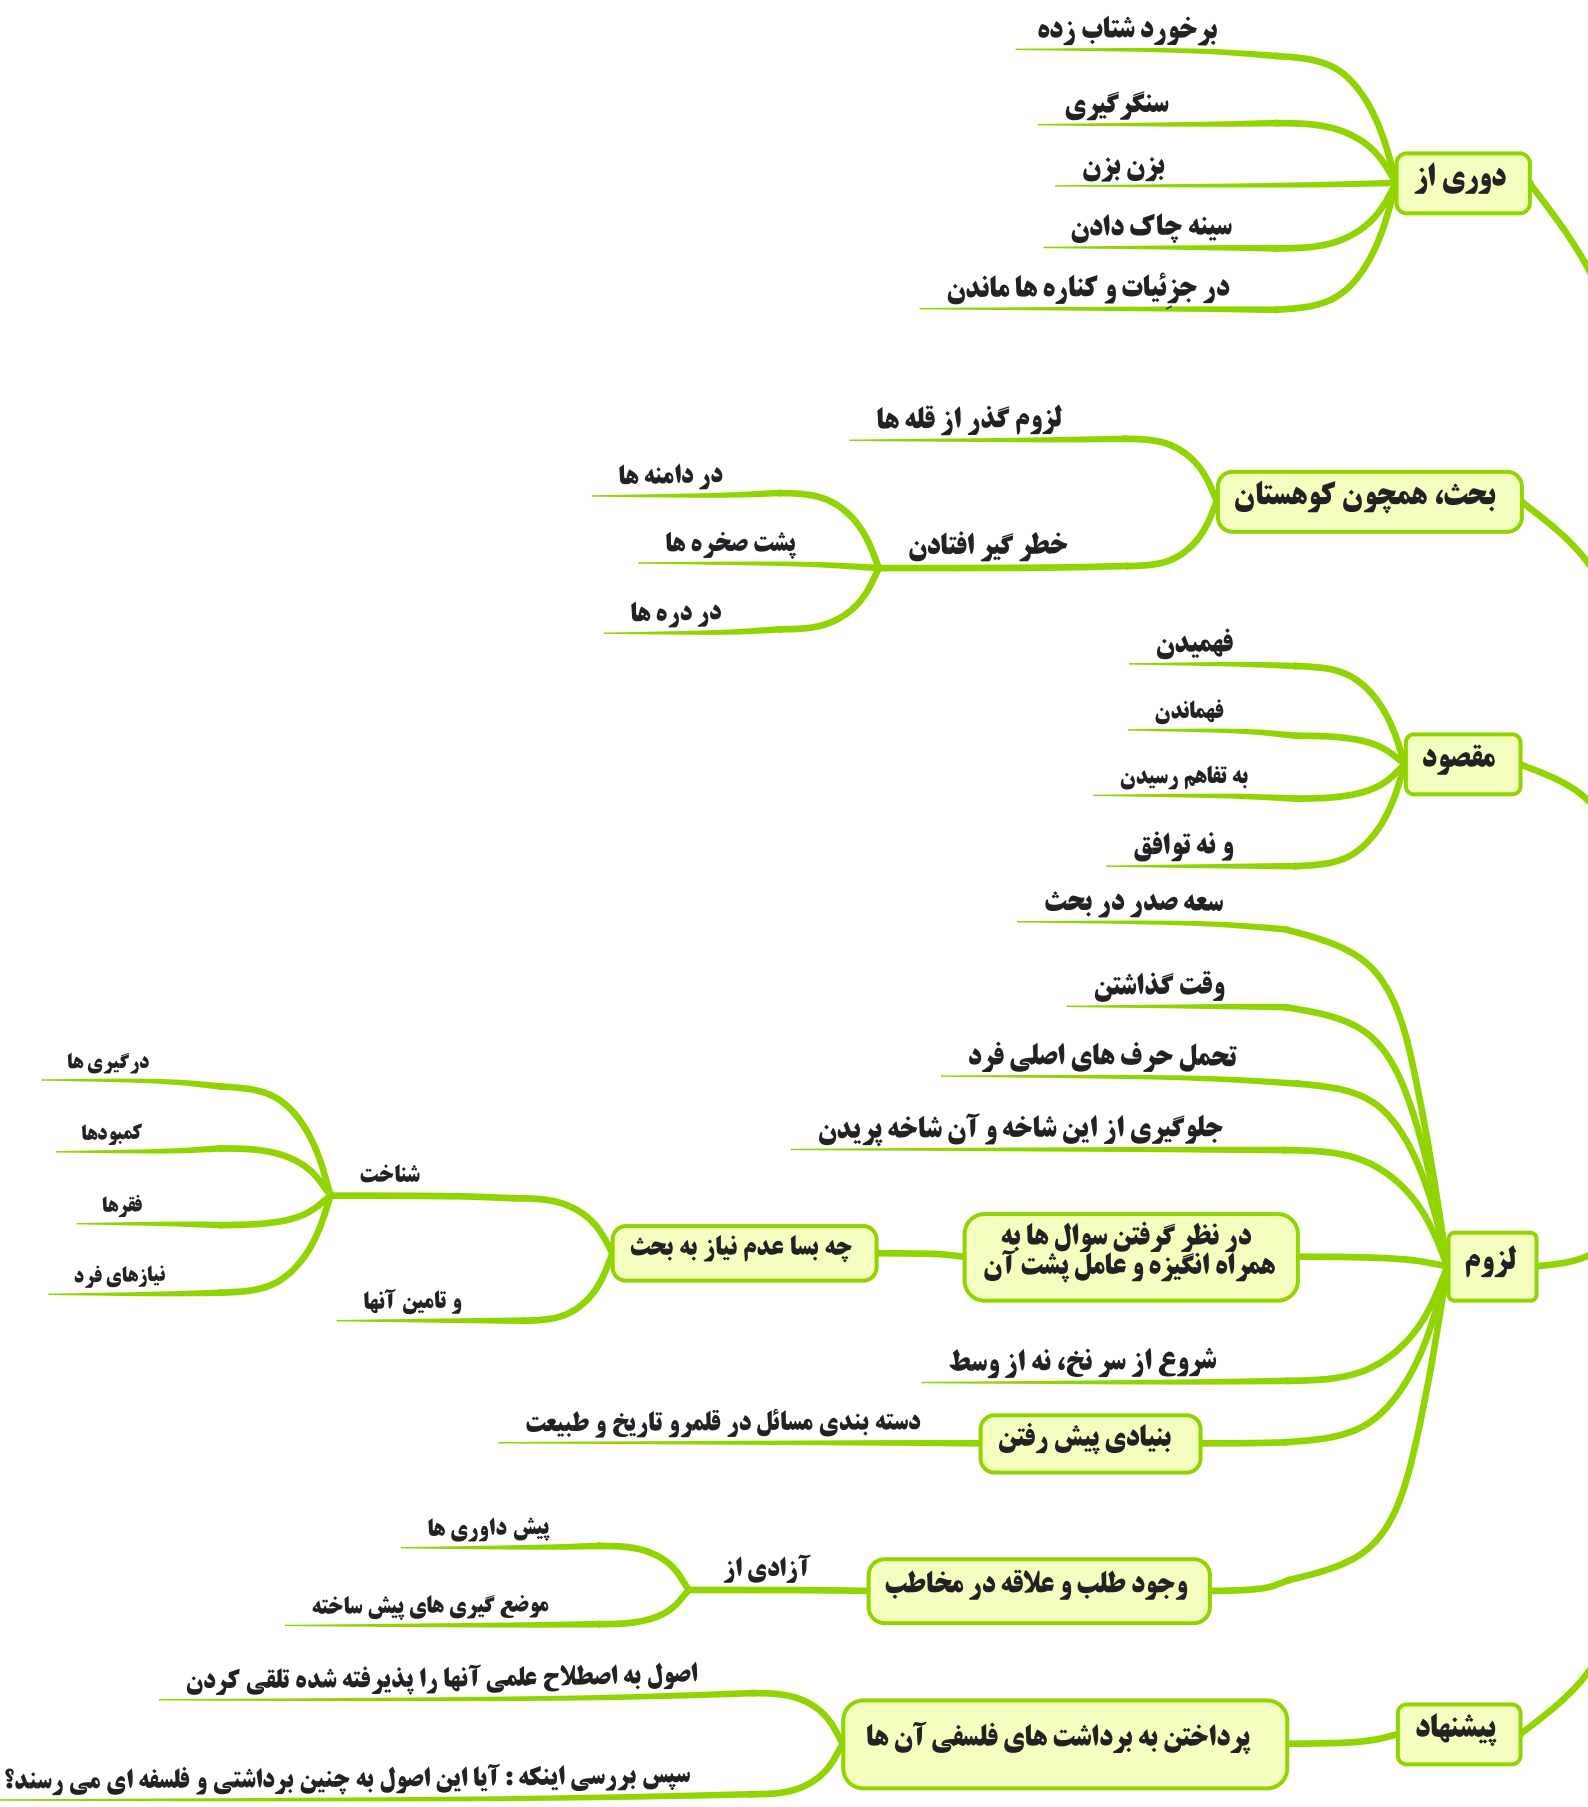 دوری از
برخورد شتاب زده
سنگرگیری
بزن بزن
سینه چاک دادن
در جزِئیات و کناره ها ماندن
بحث، همچون کوهستان
لزوم گذر از قله ها
خطر گیر افتادن
در دامنه ها
پشت صخره ها
در دره ها
مقصود
فهمیدن
فهماندن
به تفاهم رسیدن
و نه توافق
لزوم
سعه صدر در بحث
وقت گذاشتن
تحمل حرف های اصلی فرد
جلوگیری از این شاخه و آن شاخه پریدن
در نظر گرفتن سوال ها به
همراه انگیزه و عامل پشت آن
چه بسا عدم نیاز به بحث
شناخت
درگیری ها
کمبودها
فقرها
نیازهای فرد
و تامین آنها
شروع از سر نخ، نه از وسط
بنیادی پیش رفتن
دسته بندی مسائل در قلمرو تاریخ و طبیعت
وجود طلب و علاقه در مخاطب
آزادی از
پیش داوری ها
موضع گیری های پیش ساخته
پیشنهاد
پرداختن به برداشت های فلسفی آن ها
اصول به اصطلاح علمی آنها را پذیرفته شده تلقی کردن
سپس بررسی اینکه : آیا این اصول به چنین برداشتی و فلسفه ای می رسند؟